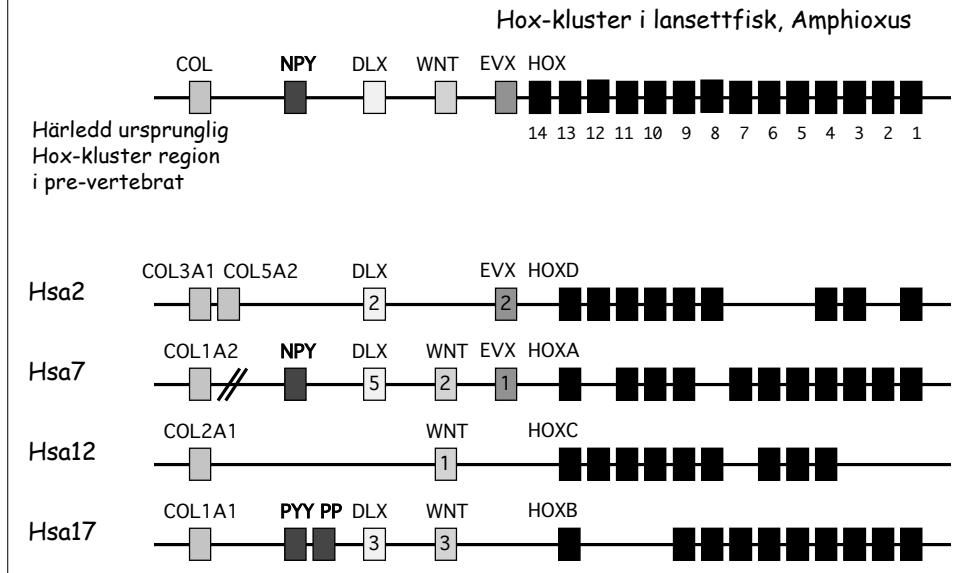 Hox-kluster i lansettfisk, Amphioxus
COL NPY DLX WNT EVX HOX
14 13 12 11 10 9 8 7 6 5 4 3 2 1
Härledd ursprunglig
Hox-kluster region
i pre-vertebrat
COL3A1 COL5A2 DLX EVX HOXD
Hsa2 2 2
COL1A2 NPY DLX WNT EVX HOXA
Hsa7 5 2 1
COL2A1 WNT HOXC
Hsa12 1
COL1A1 PYY PP DLX WNT HOXB
Hsa17 3 3